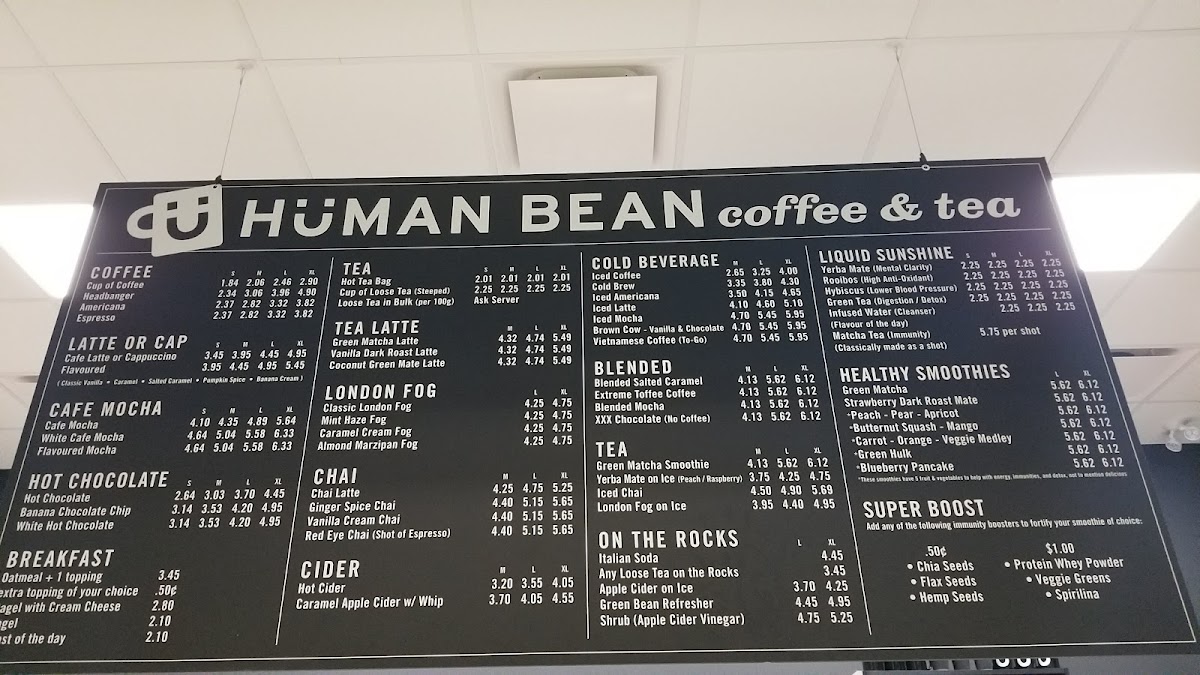 HÜMAN BEAN coffee & tea
COFFEE S M L XL
Cup of Coffee 1.84 2.06 2.46 2.90
Headbanger 2.34 3.06 3.96 4.90
Americana 2.37 2.82 3.32 3.82
Espresso 2.37 2.82 3.32 3.82
LATTE OR CAP S M L XL
Cafe Latte or Cappuccino 3.45 3.95 4.45 4.95
Flavoured 3.95 4.45 4.95 5.45
( Classic Vanilla • Caramel • Salted Caramel • Pumpkin Spice • Banana Cream )
CAFE MOCHA S M L XL
Cafe Mocha 4.10 4.35 4.89 5.64
White Cafe Mocha 4.64 5.04 5.58 6.33
Flavoured Mocha 4.64 5.04 5.58 6.33
HOT CHOCOLATE S M L XL
Hot Chocolate 2.64 3.03 3.70 4.45
Banana Chocolate Chip 3.14 3.53 4.20 4.95
White Hot Chocolate 3.14 3.53 4.20 4.95
BREAKFAST
Oatmeal + 1 topping 3.45
extra topping of your choice .50¢
agel with Cream Cheese 2.80
agel 2.10
st of the day 2.10
TEA S M L XL
Hot Tea Bag 2.01 2.01 2.01 2.01
Cup of Loose Tea (Steeped) 2.25 2.25 2.25 2.25
Loose Tea in Bulk (per 100g) Ask Server
TEA LATTE M L XL
Green Matcha Latte 4.32 4.74 5.49
Vanilla Dark Roast Latte 4.32 4.74 5.49
Coconut Green Mate Latte 4.32 4.74 5.49
LONDON FOG L XL
Classic London Fog 4.25 4.75
Mint Haze Fog 4.25 4.75
Caramel Cream Fog 4.25 4.75
Almond Marzipan Fog 4.25 4.75
CHAI M L XL
Chai Latte 4.25 4.75 5.25
Ginger Spice Chai 4.40 5.15 5.65
Vanilla Cream Chai 4.40 5.15 5.65
Red Eye Chai (Shot of Espresso) 4.40 5.15 5.65
CIDER M L XL
Hot Cider 3.20 3.55 4.05
Caramel Apple Cider w/ Whip 3.70 4.05 4.55
COLD BEVERAGE M L XL
Iced Coffee 2.65 3.25 4.00
Cold Brew 3.35 3.80 4.30
Iced Americana 3.50 4.15 4.65
Iced Latte 4.10 4.60 5.10
Iced Mocha 4.70 5.45 5.95
Brown Cow - Vanilla & Chocolate 4.70 5.45 5.95
Vietnamese Coffee (To-Go) 4.70 5.45 5.95
BLENDED M L XL
Blended Salted Caramel 4.13 5.62 6.12
Extreme Toffee Coffee 4.13 5.62 6.12
Blended Mocha 4.13 5.62 6.12
XXX Chocolate (No Coffee) 4.13 5.62 6.12
TEA M L XL
Green Matcha Smoothie 4.13 5.62 6.12
Yerba Mate on Ice (Peach / Raspberry) 3.75 4.25 4.75
Iced Chai 4.50 4.90 5.69
London Fog on Ice 3.95 4.40 4.95
ON THE ROCKS L XL
Italian Soda 4.45
Any Loose Tea on the Rocks 3.45
Apple Cider on Ice 3.70 4.25
Green Bean Refresher 4.45 4.95
Shrub (Apple Cider Vinegar) 4.75 5.25
LIQUID SUNSHINE S M L XL
Yerba Mate (Mental Clarity) 2.25 2.25 2.25 2.25
Rooibos (High Anti-Oxidant) 2.25 2.25 2.25 2.25
Hybiscus (Lower Blood Pressure) 2.25 2.25 2.25 2.25
Green Tea (Digestion / Detox) 2.25 2.25 2.25 2.25
Infused Water (Cleanser) 2.25 2.25 2.25
(Flavour of the day)
Matcha Tea (Immunity) 5.75 per shot
(Classically made as a shot)
HEALTHY SMOOTHIES L XL
Green Matcha 5.62 6.12
Strawberry Dark Roast Mate 5.62 6.12
*Peach - Pear - Apricot 5.62 6.12
*Butternut Squash - Mango 5.62 6.12
*Carrot - Orange - Veggie Medley 5.62 6.12
*Green Hulk 5.62 6.12
*Blueberry Pancake 5.62 6.12
*These smoothies have 5 fruit & vegetables to help with energy, immunities, and detox, not to mention delicious
SUPER BOOST
Add any of the following immunity boosters to fortify your smoothie of choice:
.50¢
• Chia Seeds
• Flax Seeds
• Hemp Seeds
$1.00
• Protein Whey Powder
• Veggie Greens
• Spirilina